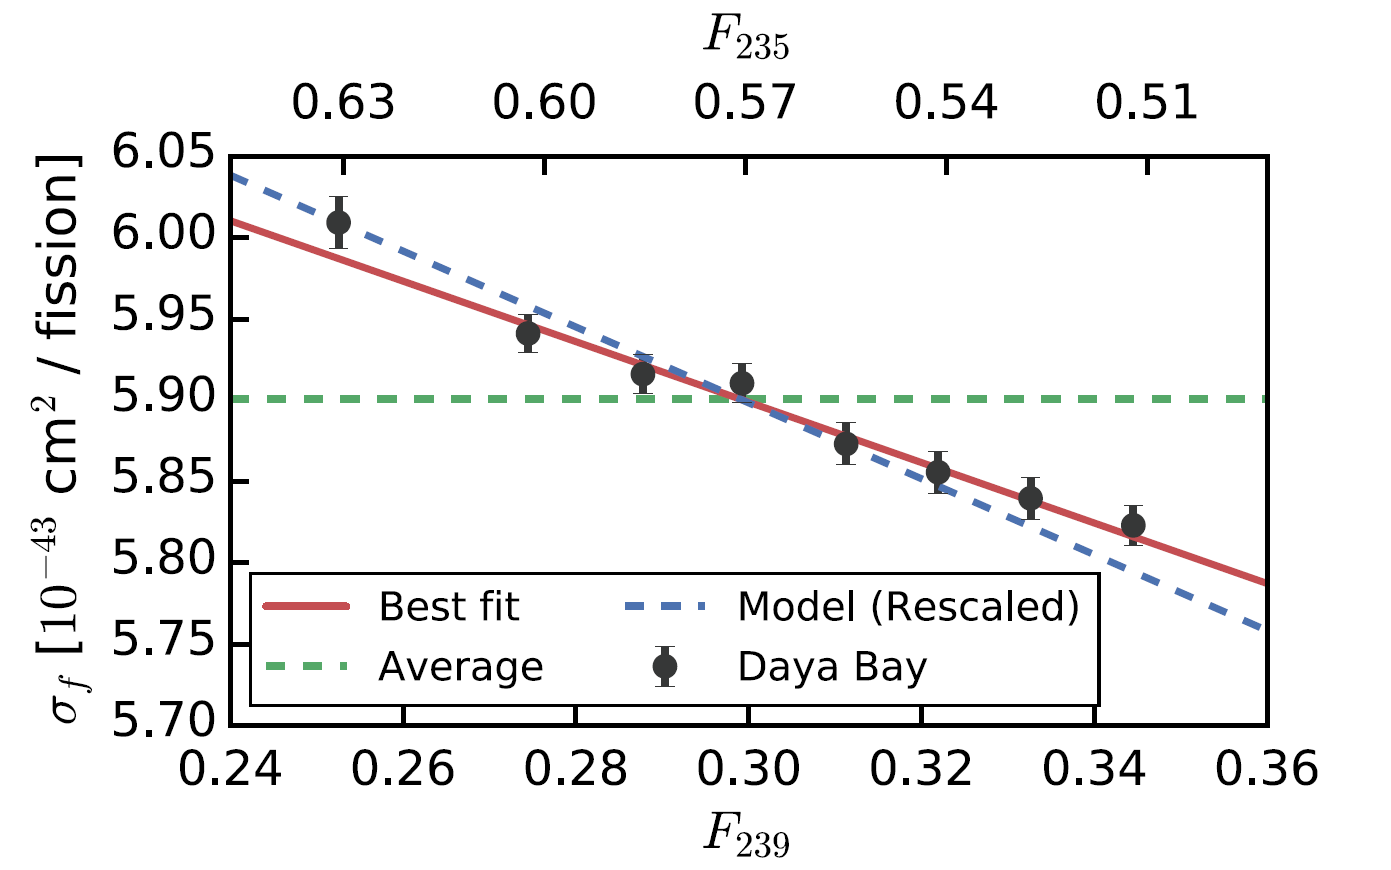 F235
0.63 0.60 0.57 0.54 0.51
6.05
6.00
5.95
5.90
5.85
5.80
5.75
5.70
σf [10−43 cm2 / fission]
Best fit Model (Rescaled)
Average Daya Bay
0.24 0.26 0.28 0.30 0.32 0.34 0.36
F239